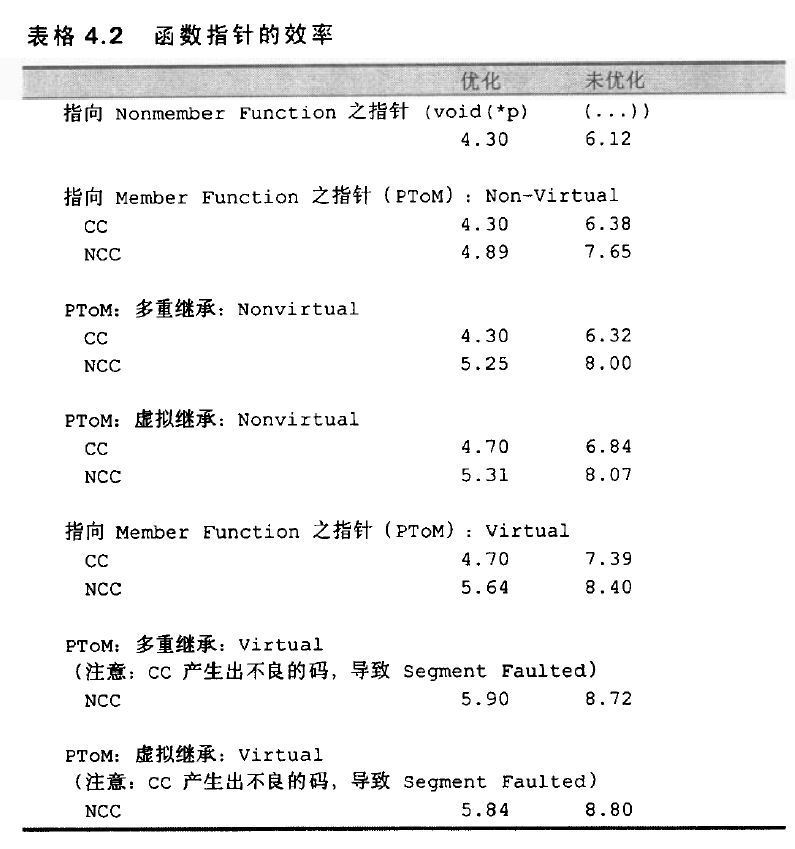 表格 4.2 函数指针的效率
优化 未优化
指向 Nonmember Function 之指针 (void(*p) (...))
4.30 6.12
指向 Member Function 之指针（PToM）: Non-Virtual
CC 4.30 6.38
NCC 4.89 7.65
PToM: 多重继承: Nonvirtual
CC 4.30 6.32
NCC 5.25 8.00
PToM: 虚拟继承: Nonvirtual
CC 4.70 6.84
NCC 5.31 8.07
指向 Member Function 之指针（PToM）: Virtual
CC 4.70 7.39
NCC 5.64 8.40
PToM: 多重继承: Virtual
（注意: CC 产生出不良的码, 导致 Segment Faulted）
NCC 5.90 8.72
PToM: 虚拟继承: Virtual
（注意: CC 产生出不良的码, 导致 Segment Faulted）
NCC 5.84 8.80